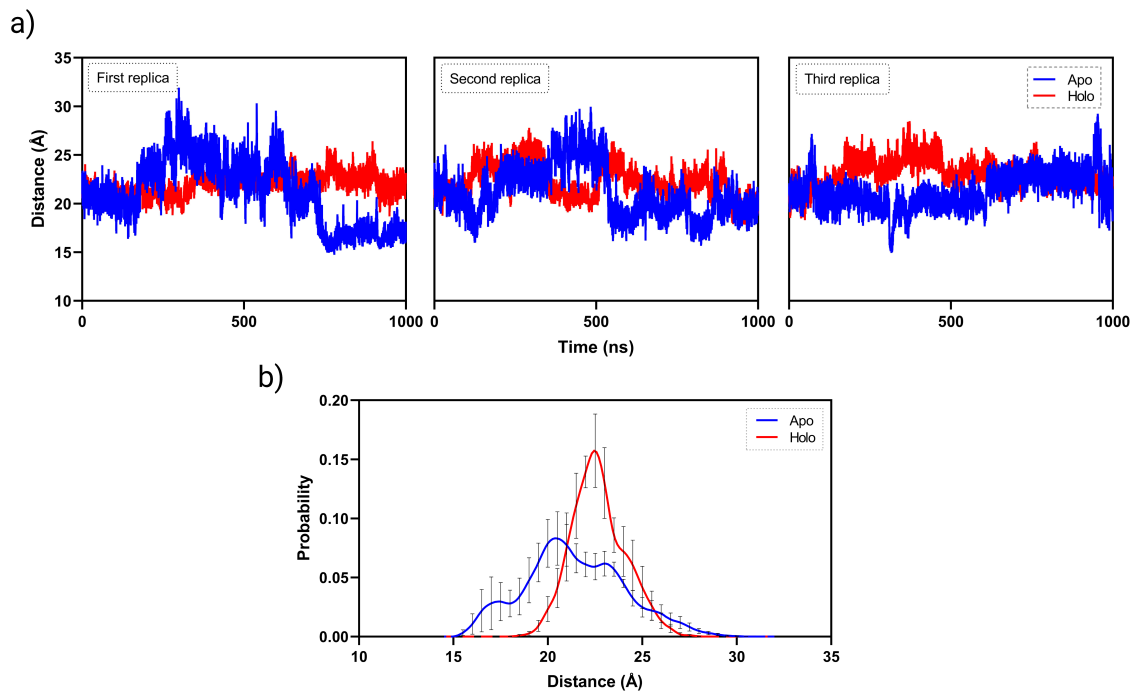 a)
35
30
25
20
15
10
Distance (Å)
First replica
Second replica
Third replica
Apo
Holo
0
500
1000
0
500
1000
0
500
1000
Time (ns)
b)
0.20
0.15
0.10
0.05
0.00
Probability
Apo
Holo
10
15
20
25
30
35
Distance (Å)